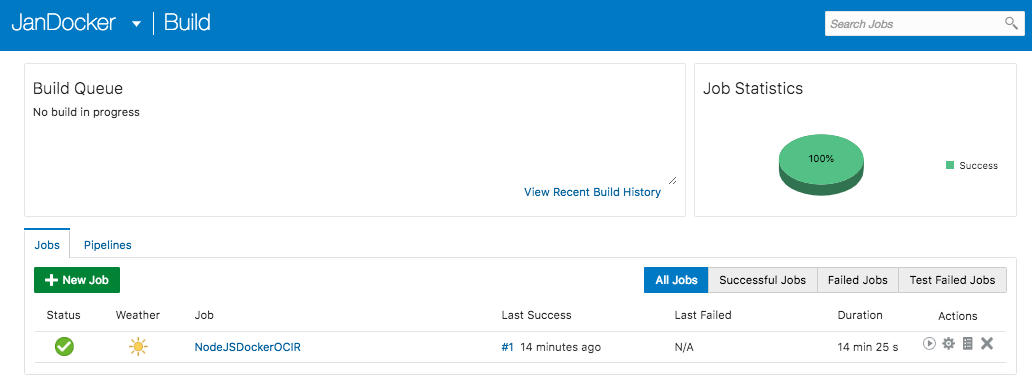 JanDocker Build
Search Jobs
Build Queue
No build in progress
View Recent Build History
Job Statistics
100%
Success
Jobs Pipelines
New Job
All Jobs Successful Jobs Failed Jobs Test Failed Jobs
Status Weather Job Last Success Last Failed Duration Actions
NodeJSDockerOCIR #1 14 minutes ago N/A 14 min 25 s